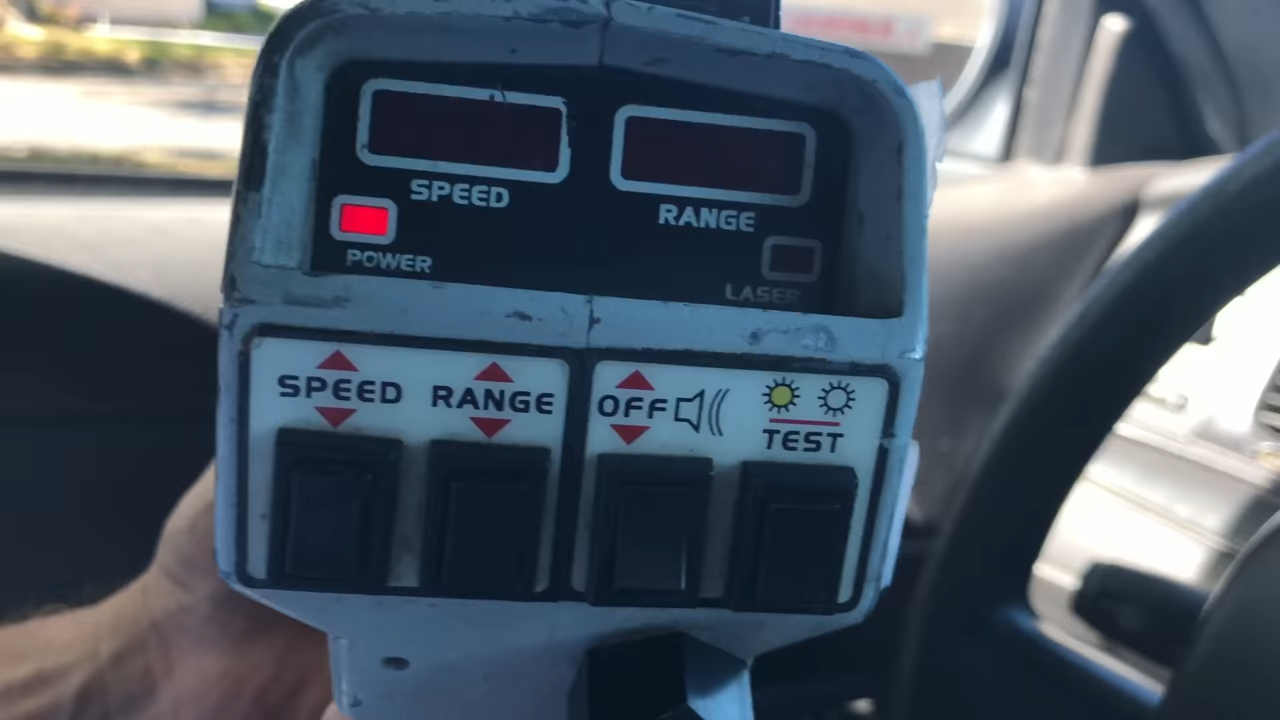 SPEED
RANGE
POWER
LASER
SPEED
RANGE
OFF
TEST